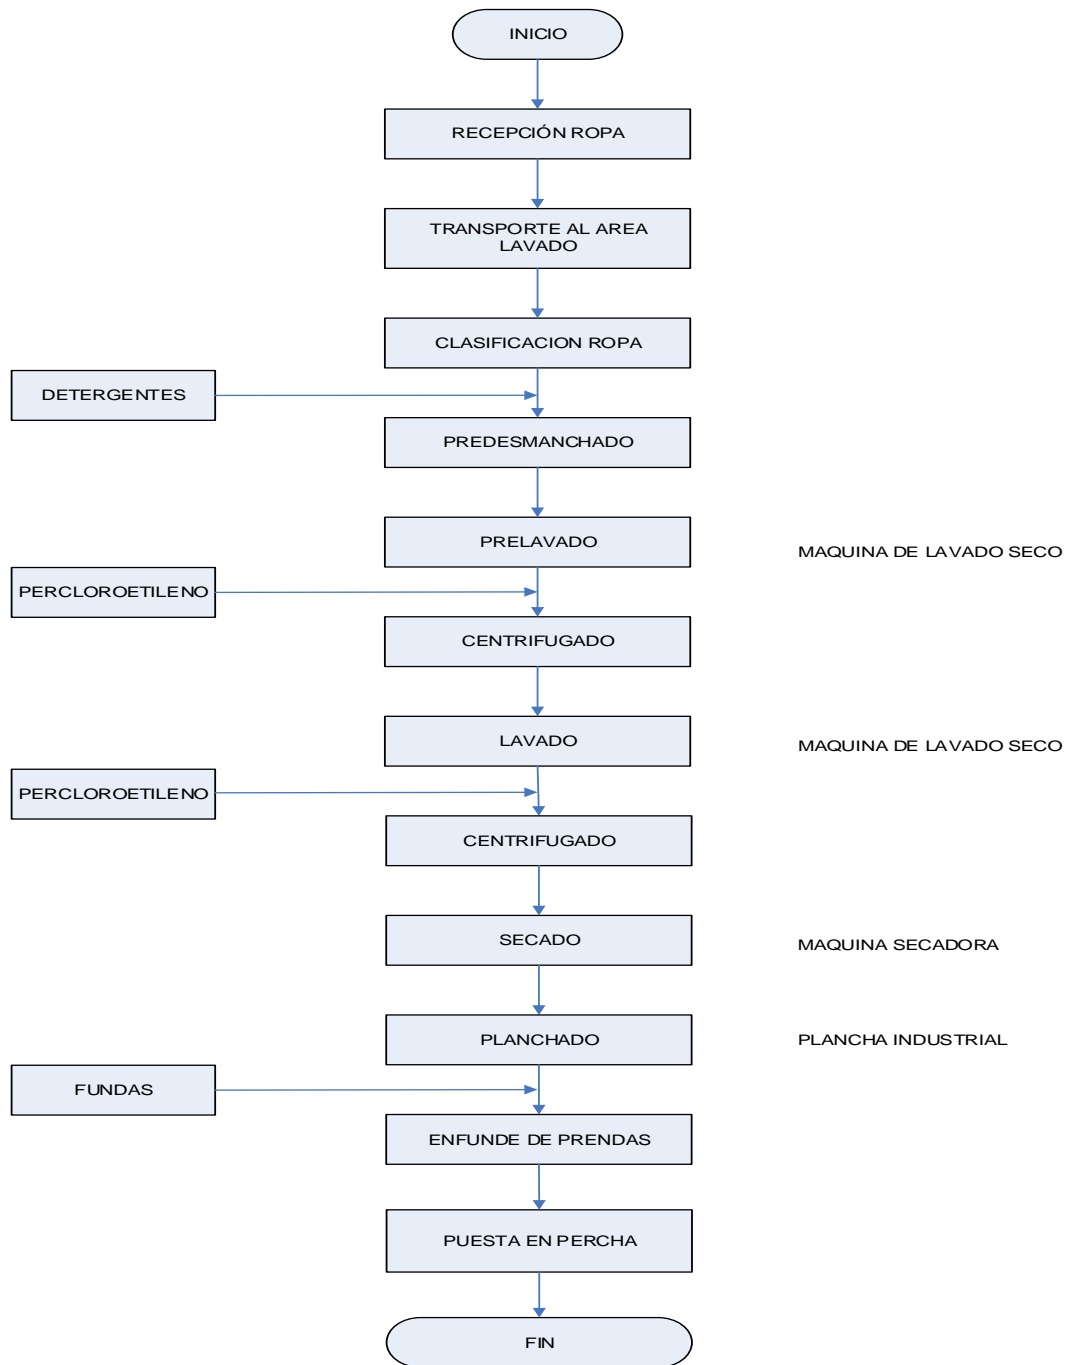 INICIO
RECEPCIÓN ROPA
TRANSPORTE AL AREA
LAVADO
CLASIFICACION ROPA
DETERGENTES
PREDESMANCHADO
PRELAVADO
MAQUINA DE LAVADO SECO
PERCLOROETILENO
CENTRIFUGADO
LAVADO
MAQUINA DE LAVADO SECO
PERCLOROETILENO
CENTRIFUGADO
SECADO
MAQUINA SECADORA
PLANCHADO
PLANCHA INDUSTRIAL
FUNDAS
ENFUNDE DE PRENDAS
PUESTA EN PERCHA
FIN